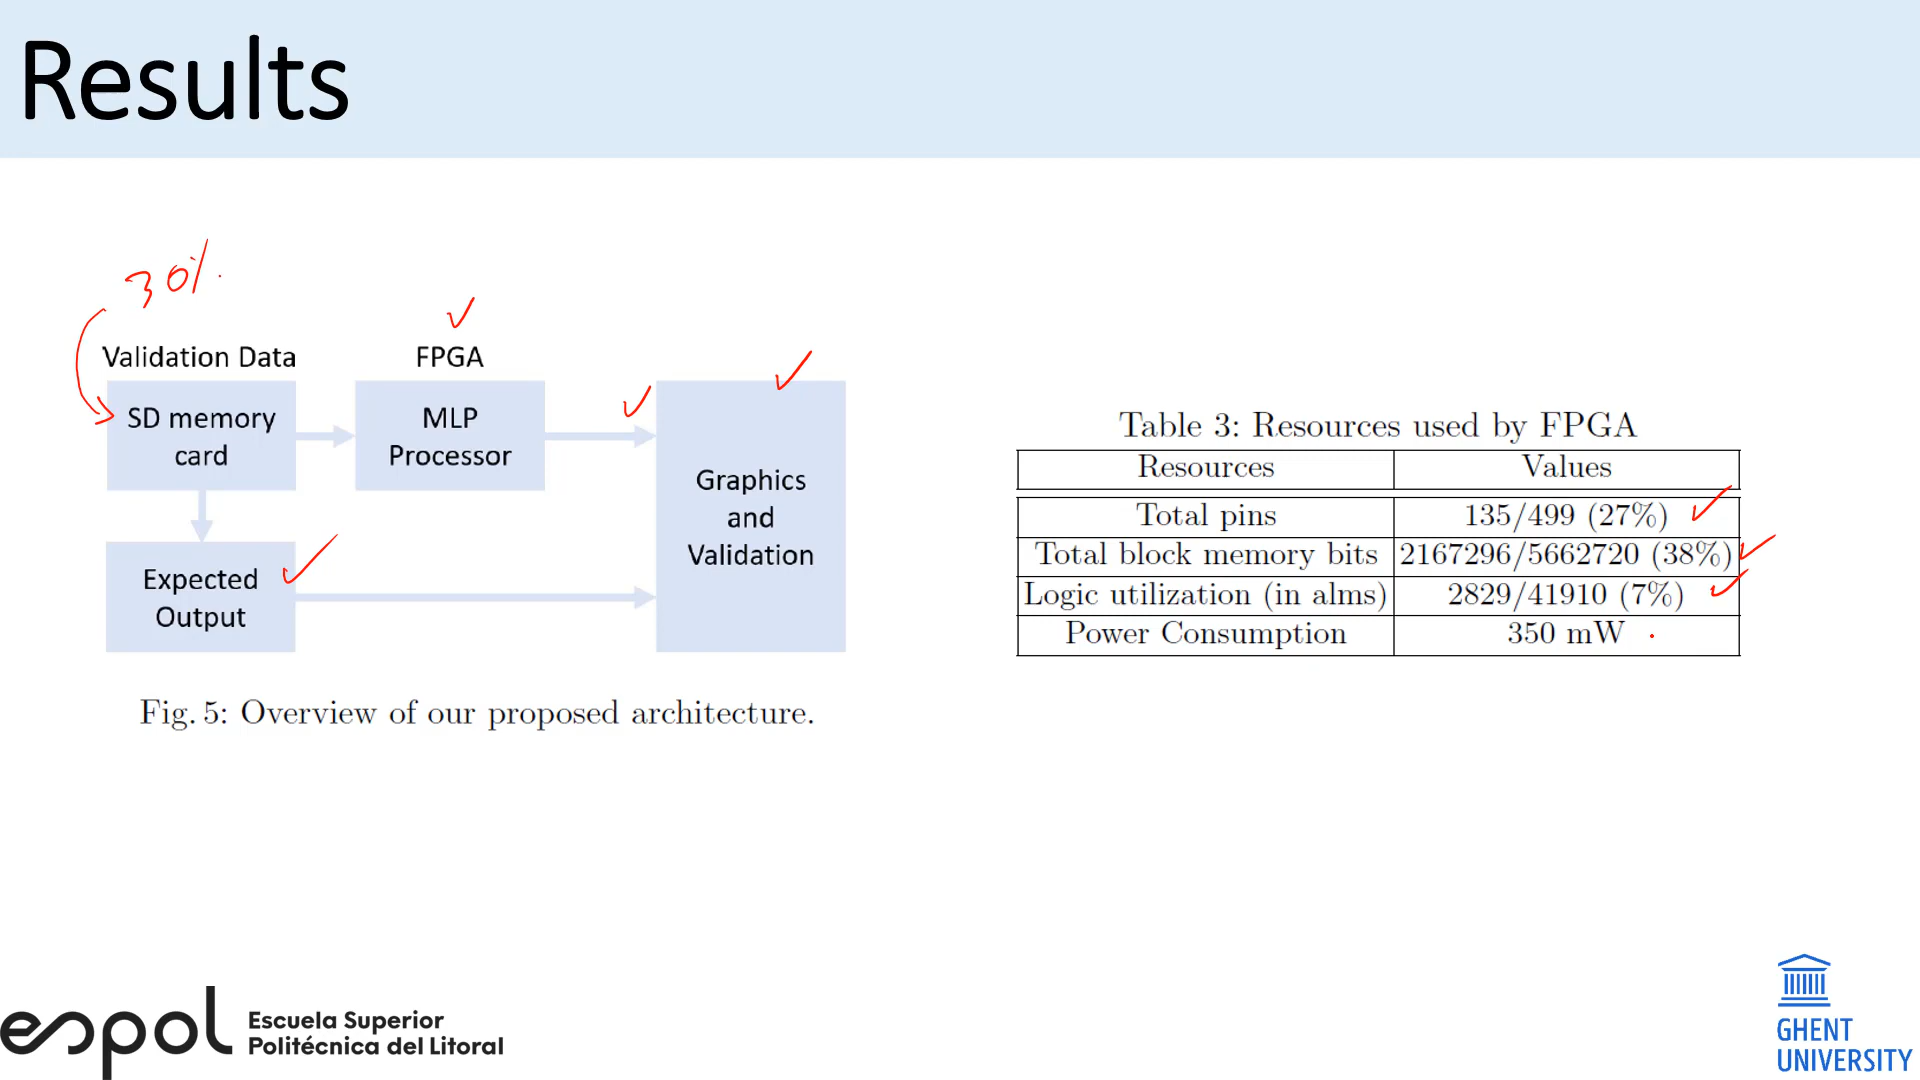 Results
30%
Validation Data
FPGA
SD memory
card
MLP
Processor
Graphics
and
Validation
Expected
Output
Fig. 5: Overview of our proposed architecture.
Table 3: Resources used by FPGA
Resources Values
Total pins 135/499 (27%)
Total block memory bits 2167296/5662720 (38%)
Logic utilization (in alms) 2829/41910 (7%)
Power Consumption 350 mW
espol Escuela Superior
Politécnica del Litoral
GHENT
UNIVERSITY